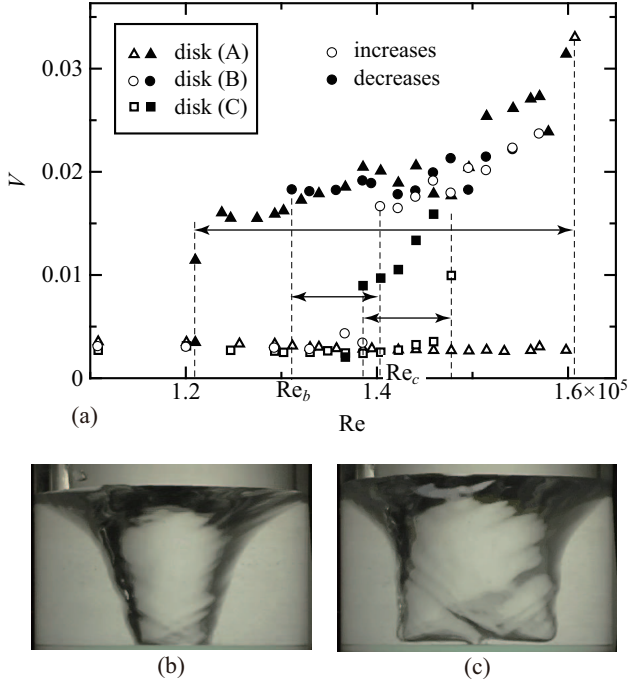 0.03
0.02
0.01
0
V
disk (A)
disk (B)
disk (C)
increases
decreases
Re_b
Re_c
1.2
1.4
1.6×10^5
Re
(a)
(b)
(c)